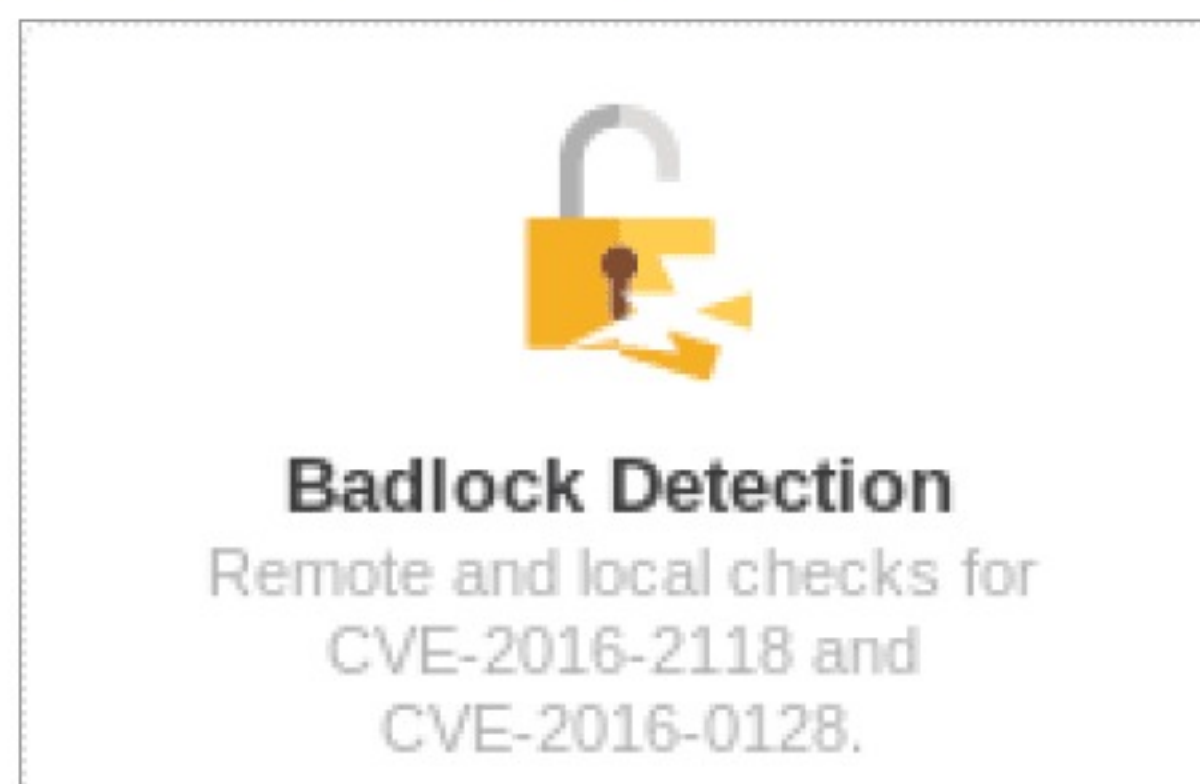 Badlock Detection
Remote and local checks for
CVE-2016-2118 and
CVE-2016-0128.